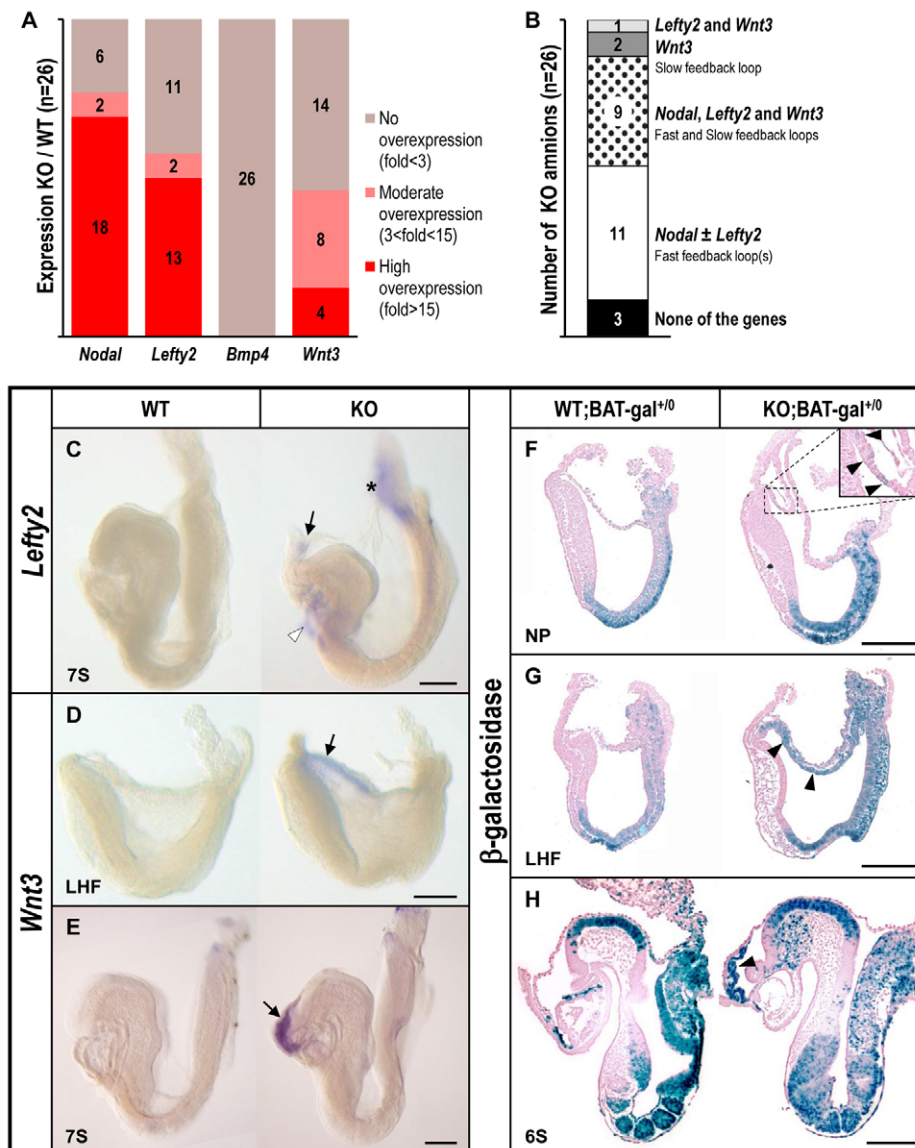 A
Expression KO / WT (n=26)
6
2
18
11
2
13
26
14
8
4
Nodal
Lefty2
Bmp4
Wnt3
No
overexpression
(fold<3)
Moderate
overexpression
(3<fold<15)
High
overexpression
(fold>15)
B
Number of KO amnions (n=26)
1
2
9
11
3
Lefty2 and Wnt3
Wnt3
Slow feedback loop
Nodal, Lefty2 and Wnt3
Fast and Slow feedback loops
Nodal ± Lefty2
Fast feedback loop(s)
None of the genes
WT
KO
Lefty2
C
*
7S
Wnt3
D
LHF
E
7S
β-galactosidase
WT;BAT-gal+/0
KO;BAT-gal+/0
F
NP
G
LHF
H
6S